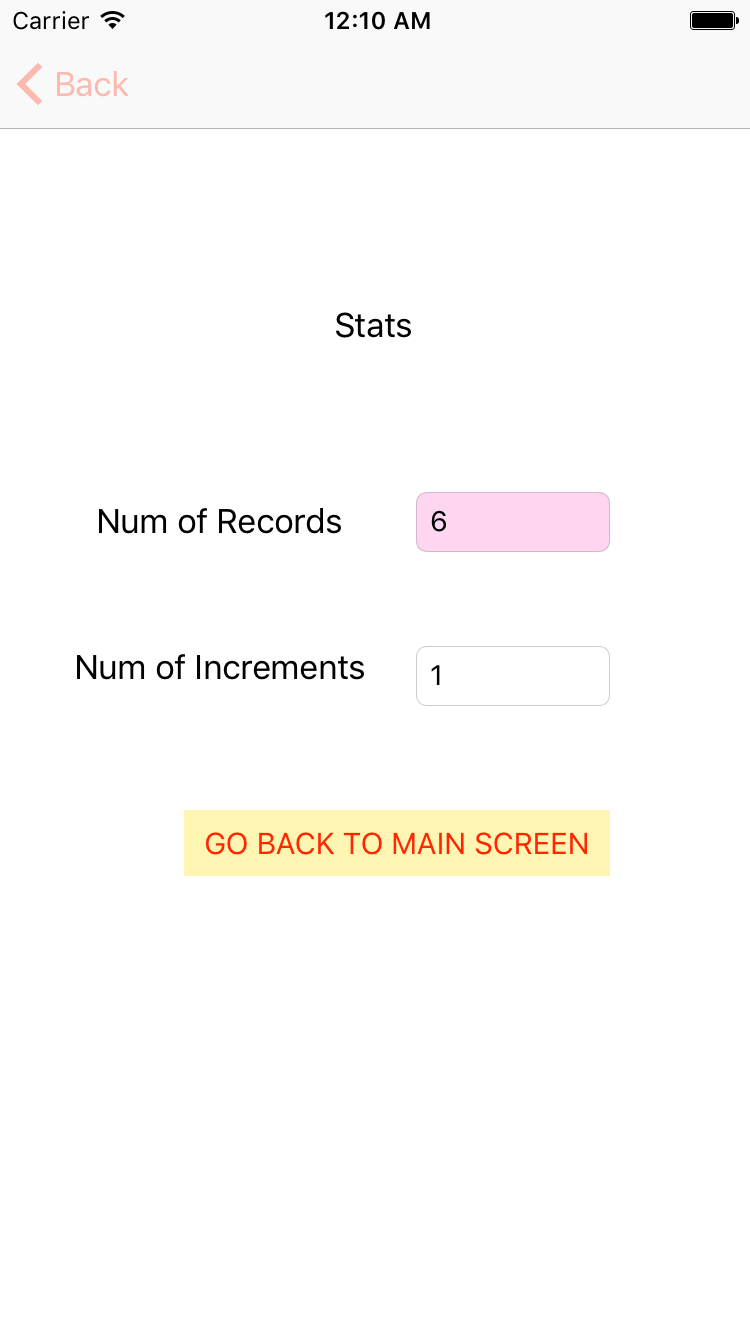 Carrier 12:10 AM
Back
Stats
Num of Records 6
Num of Increments 1
GO BACK TO MAIN SCREEN